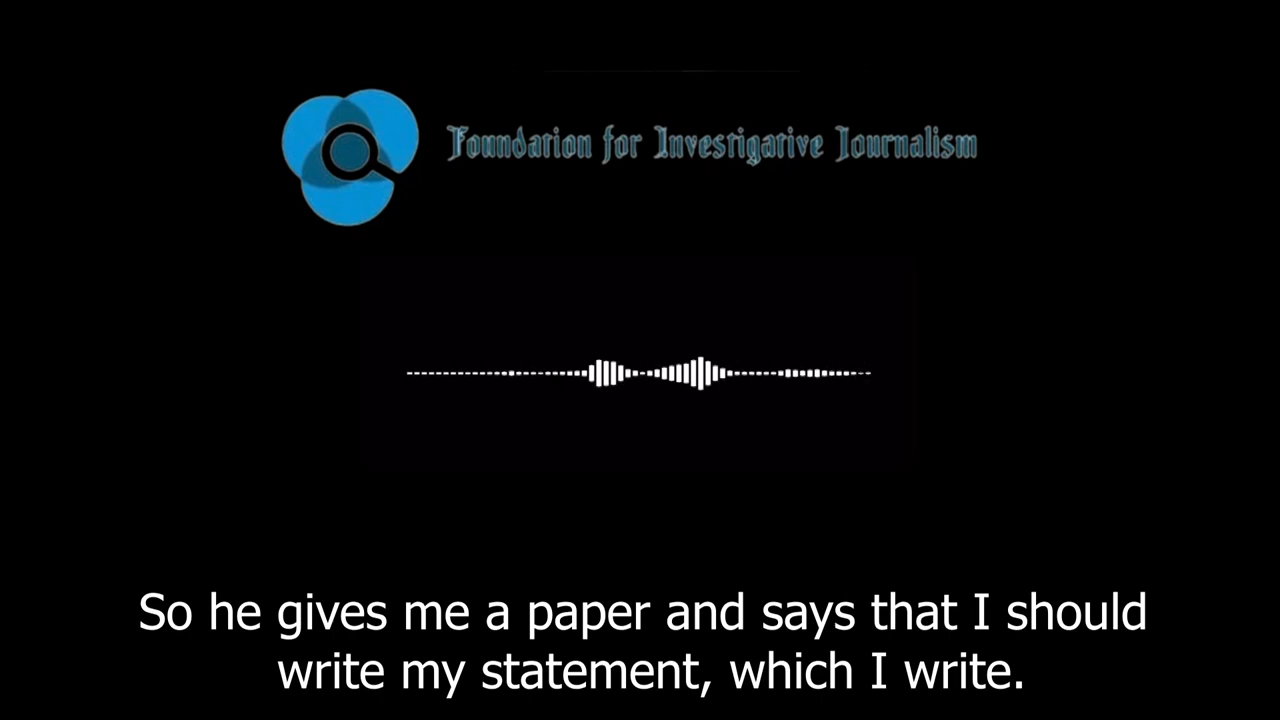 Foundation for Investigative Journalism
So he gives me a paper and says that I should
write my statement, which I write.